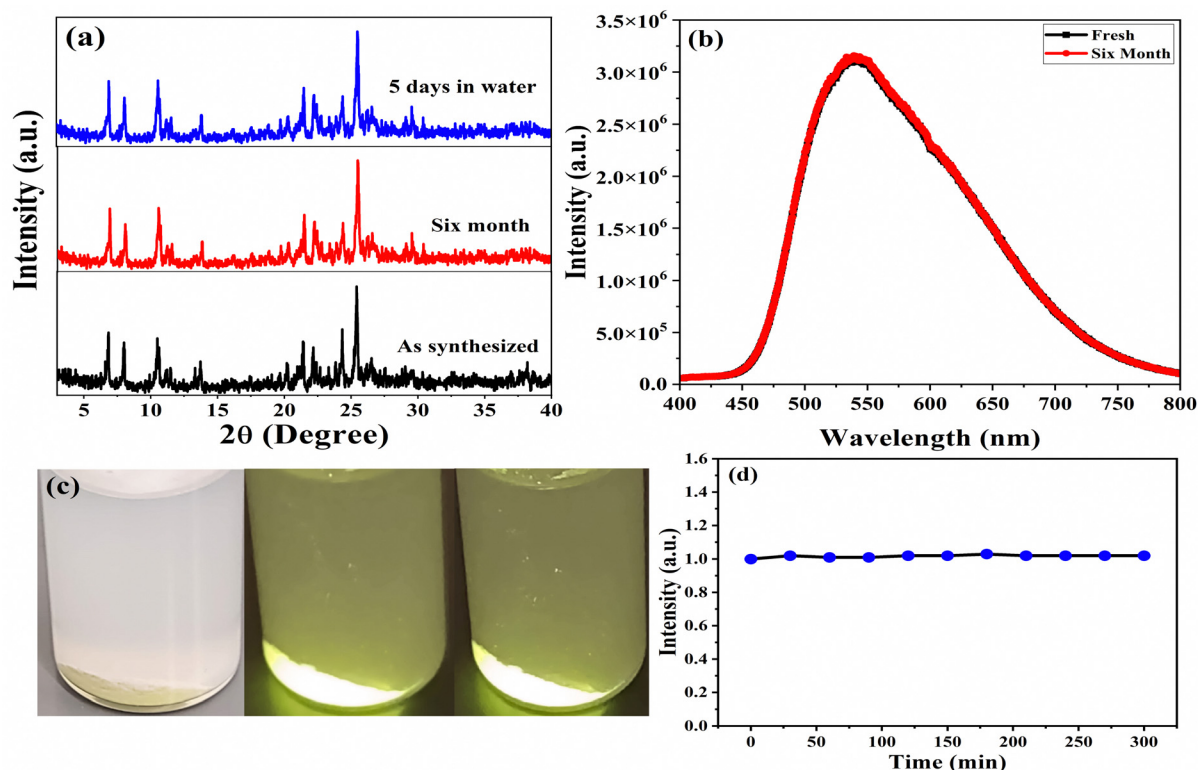 (a)
5 days in water
Six month
As synthesized
Intensity (a.u.)
5 10 15 20 25 30 35 40
2θ (Degree)
(b)
Fresh
Six Month
3.5×10⁶
3.0×10⁶
2.5×10⁶
2.0×10⁶
1.5×10⁶
1.0×10⁶
5.0×10⁵
0.0
Intensity (a.u.)
400 450 500 550 600 650 700 750 800
Wavelength (nm)
(c)
(d)
1.6
1.4
1.2
1.0
0.8
0.6
0.4
0.2
0.0
Intensity (a.u.)
0 50 100 150 200 250 300
Time (min)